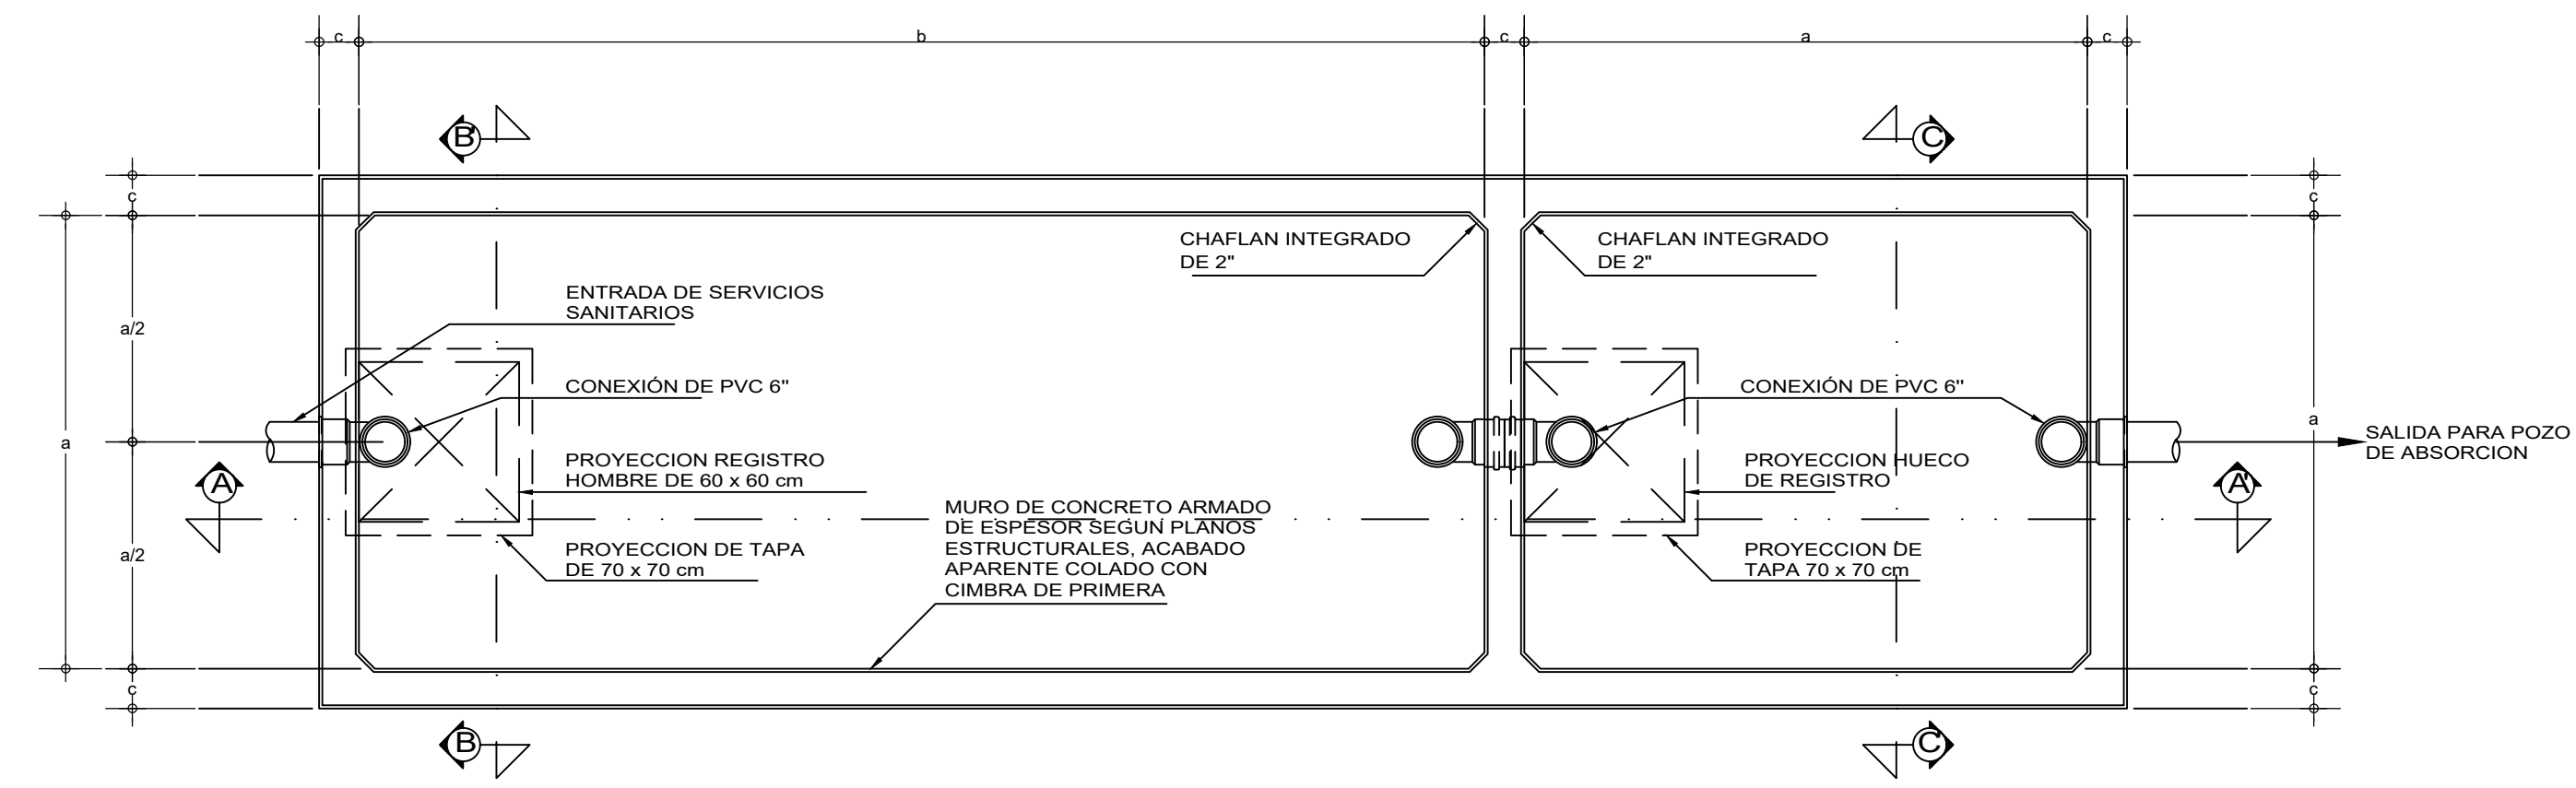 c
b
c
a
c
B'
C
c
c
CHAFLAN INTEGRADO
DE 2"
CHAFLAN INTEGRADO
DE 2"
ENTRADA DE SERVICIOS
SANITARIOS
a/2
CONEXIÓN DE PVC 6"
CONEXIÓN DE PVC 6"
a
a
SALIDA PARA POZO
DE ABSORCION
PROYECCION REGISTRO
HOMBRE DE 60 x 60 cm
PROYECCION HUECO
DE REGISTRO
A
A'
MURO DE CONCRETO ARMADO
DE ESPESOR SEGUN PLANOS
ESTRUCTURALES, ACABADO
APARENTE COLADO CON
CIMBRA DE PRIMERA
a/2
PROYECCION DE TAPA
DE 70 x 70 cm
PROYECCION DE
TAPA 70 x 70 cm
c
c
B
C'